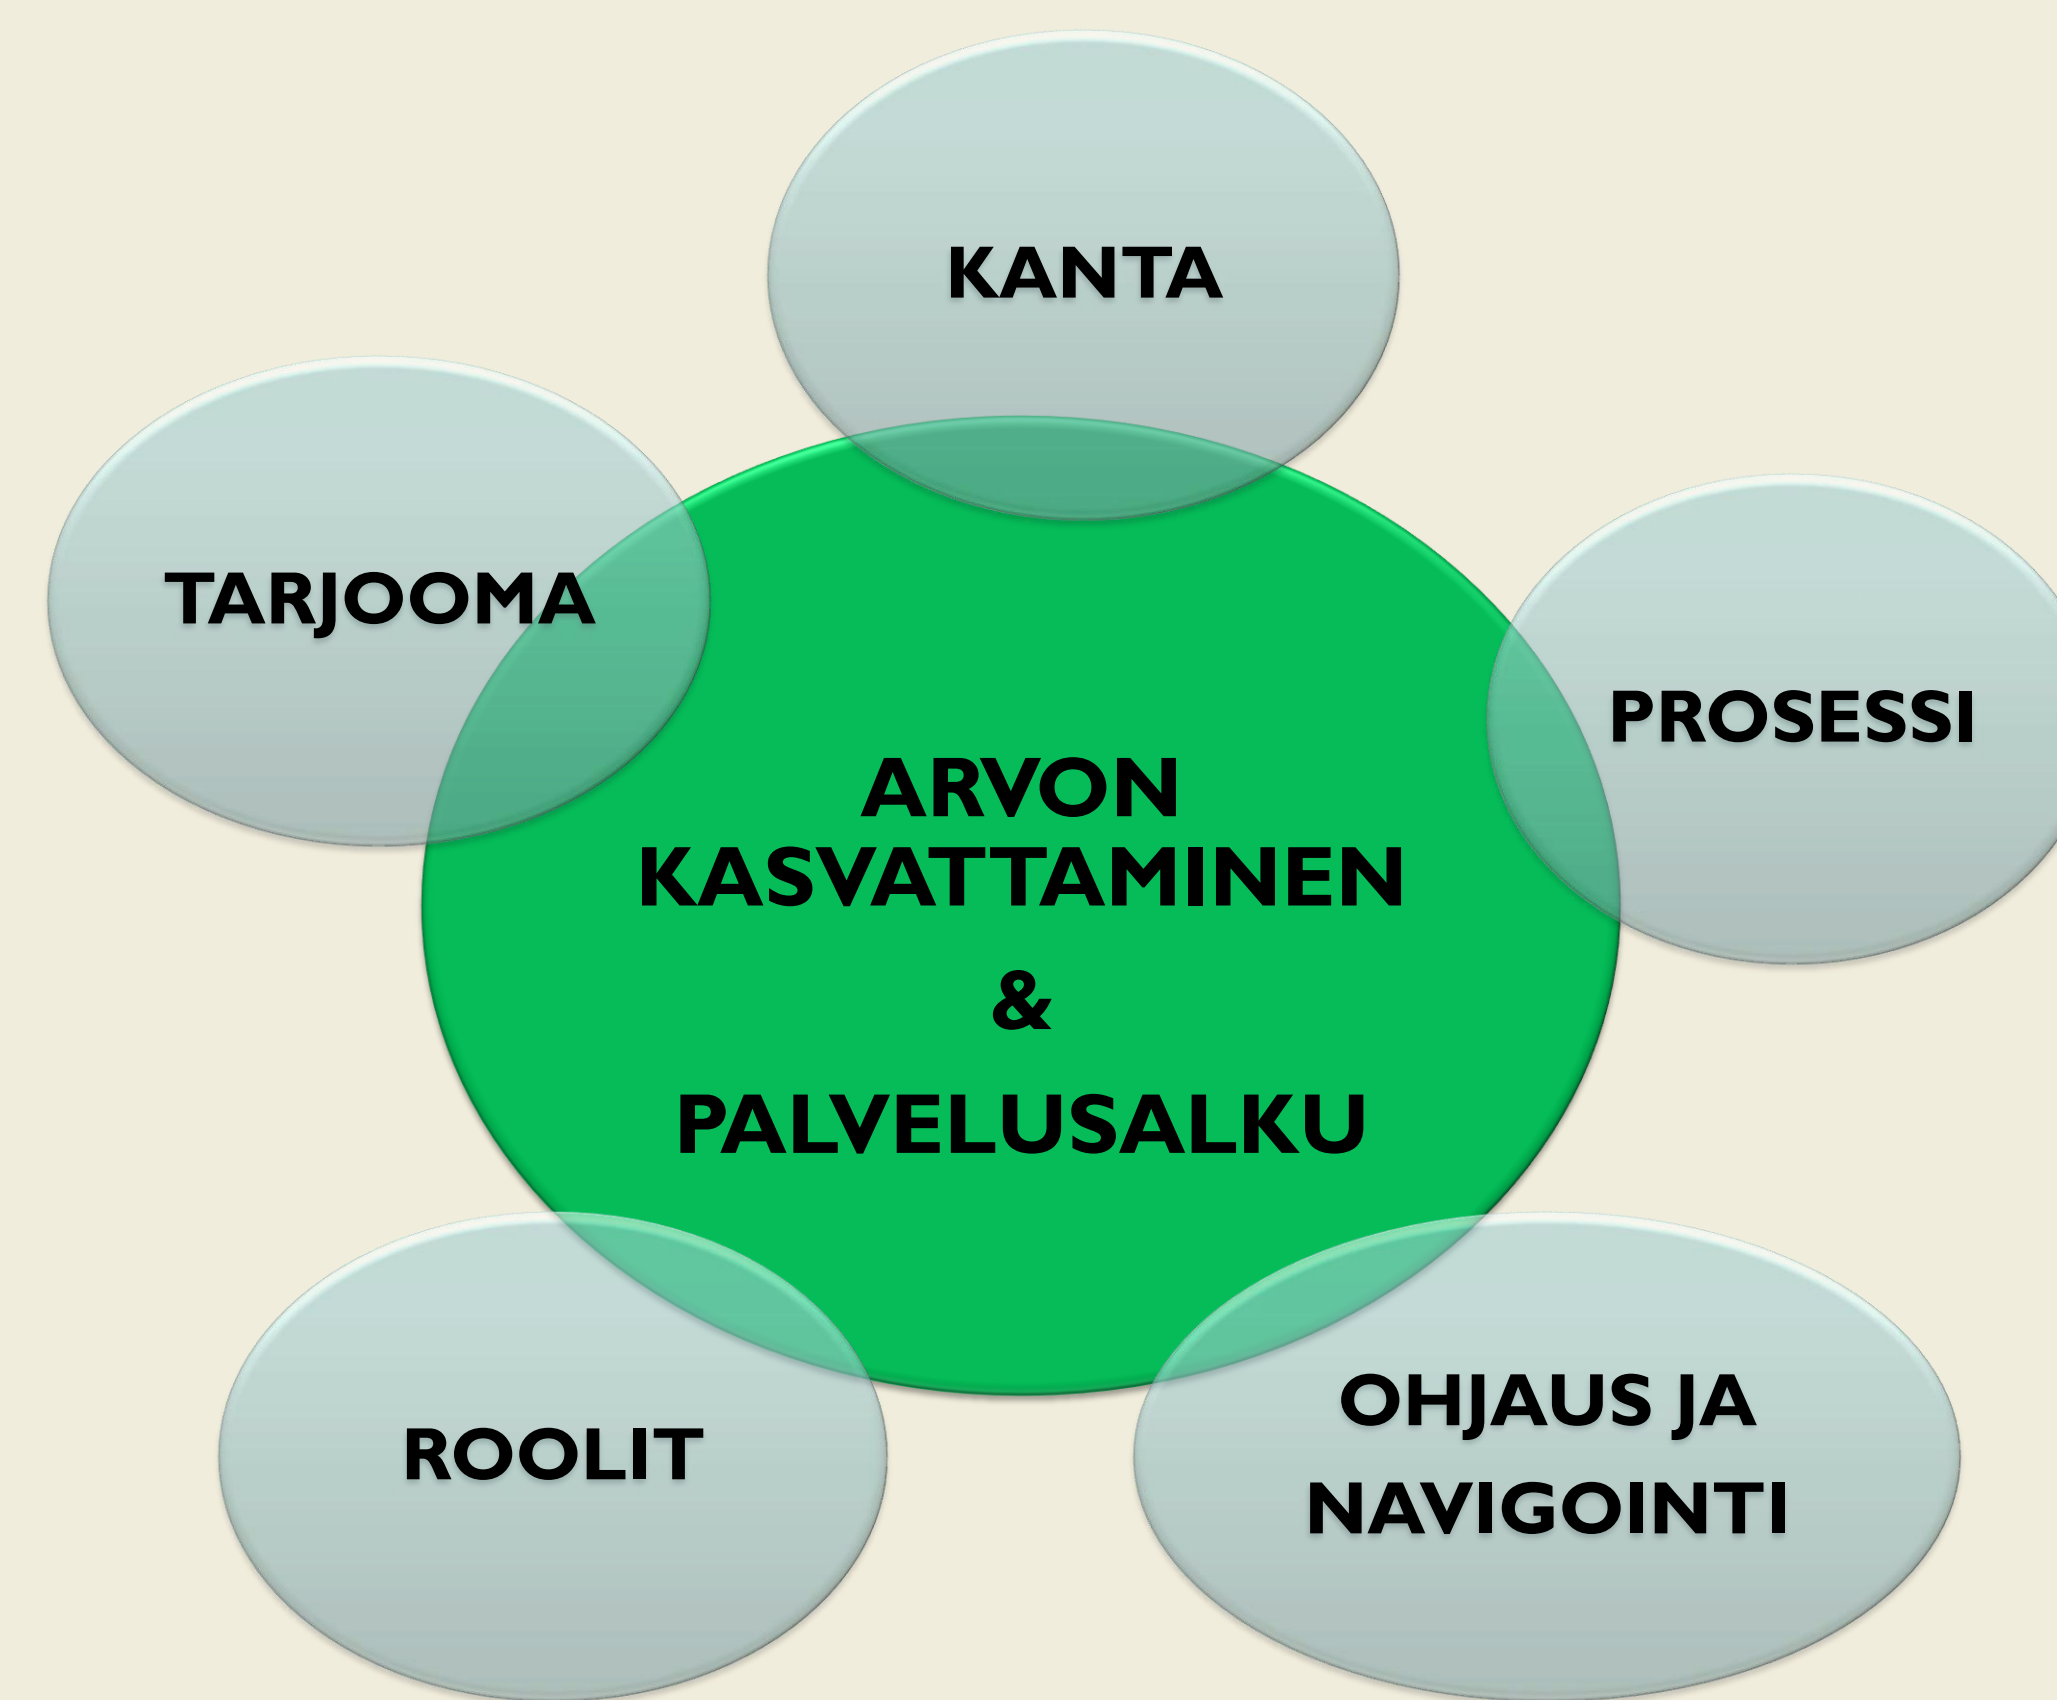 KANTA
TARJOOMA
PROSESSI
ARVON
KASVATTAMINEN
&
PALVELUSALKU
ROOLIT
OHJAUS JA
NAVIGOINTI